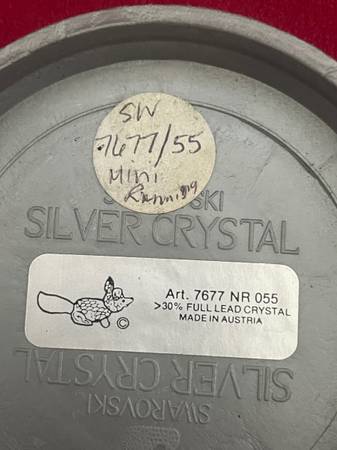 SW
7677/55
Mini
Running
S SKI
SILVER CRYSTAL
Art. 7677 NR 055
>30% FULL LEAD CRYSTAL
MADE IN AUSTRIA
©
SWAROVSKI
SILVER CRYSTAL